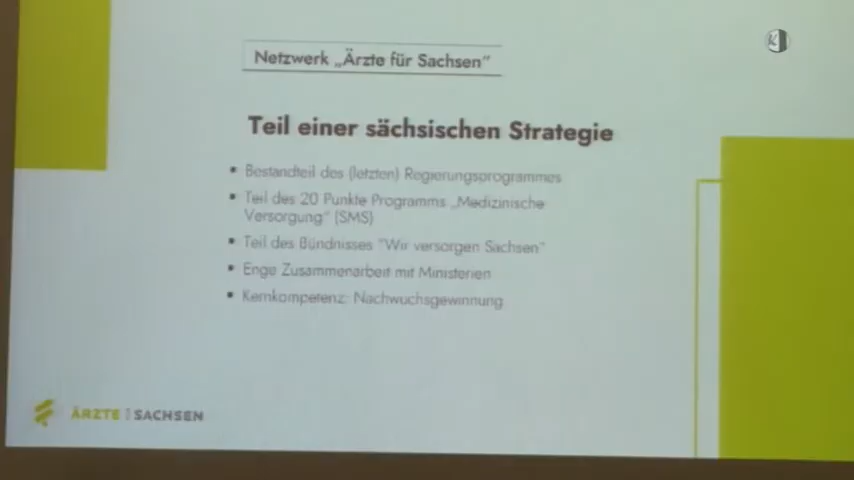 Netzwerk „Ärzte für Sachsen“
Teil einer sächsischen Strategie
▪ Bestandteil des (letzten) Regierungsprogrammes
▪ Teil des 20 Punkte Programms „Medizinische
Versorgung“ (SMS)
▪ Teil des Bündnisses "Wir versorgen Sachsen"
▪ Enge Zusammenarbeit mit Ministerien
▪ Kernkompetenz: Nachwuchsgewinnung
ÄRZTE FÜR SACHSEN
K